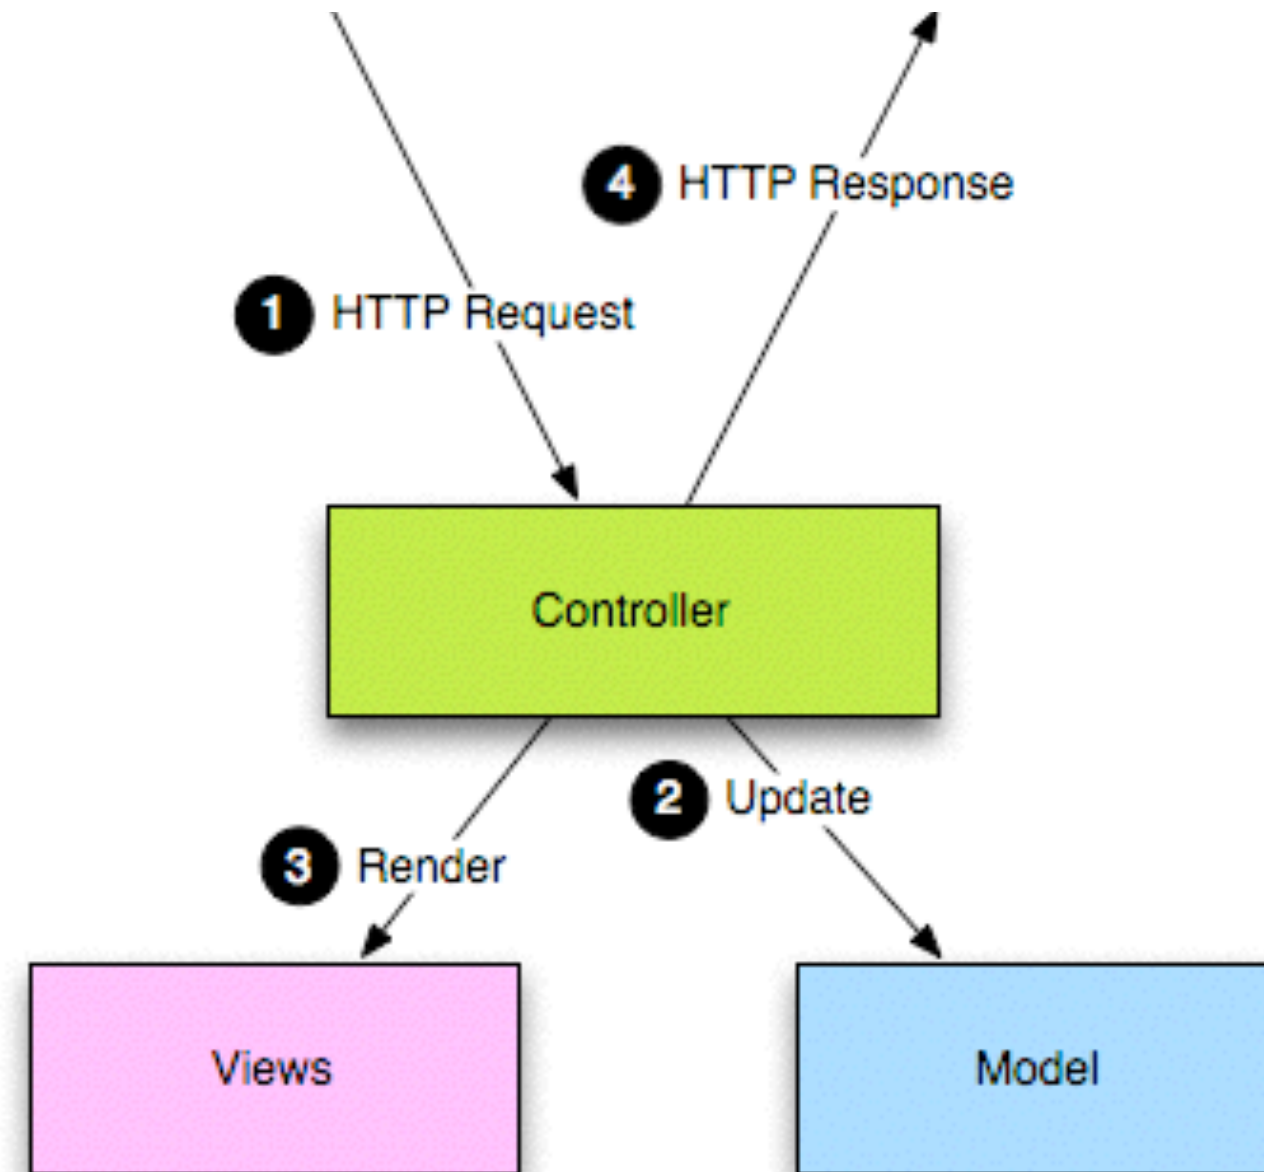 4 HTTP Response
1 HTTP Request
Controller
2 Update
3 Render
Views
Model